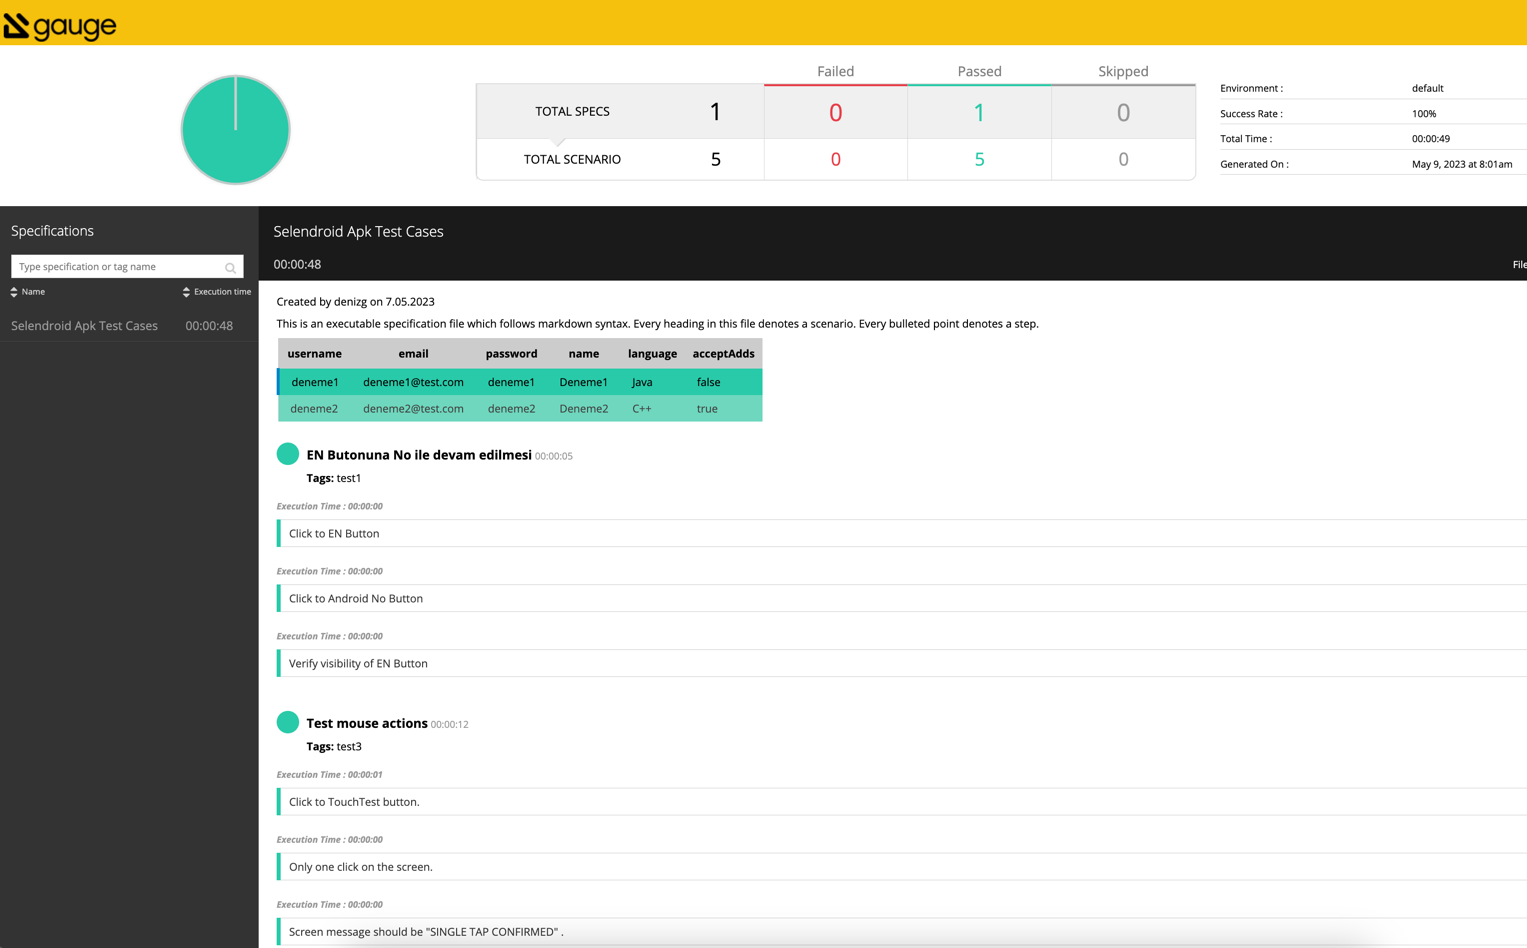 gauge
Failed Passed Skipped
TOTAL SPECS 1 0 1 0
TOTAL SCENARIO 5 0 5 0
Environment : default
Success Rate : 100%
Total Time : 00:00:49
Generated On : May 9, 2023 at 8:01am
Specifications
Type specification or tag name
Name Execution time
Selendroid Apk Test Cases 00:00:48
Selendroid Apk Test Cases
00:00:48
File
Created by denizg on 7.05.2023
This is an executable specification file which follows markdown syntax. Every heading in this file denotes a scenario. Every bulleted point denotes a step.
username email password name language acceptAdds
deneme1 deneme1@test.com deneme1 Deneme1 Java false
deneme2 deneme2@test.com deneme2 Deneme2 C++ true
EN Butonuna No ile devam edilmesi 00:00:05
Tags: test1
Execution Time : 00:00:00
Click to EN Button
Execution Time : 00:00:00
Click to Android No Button
Execution Time : 00:00:00
Verify visibility of EN Button
Test mouse actions 00:00:12
Tags: test3
Execution Time : 00:00:01
Click to TouchTest button.
Execution Time : 00:00:00
Only one click on the screen.
Execution Time : 00:00:00
Screen message should be "SINGLE TAP CONFIRMED" .